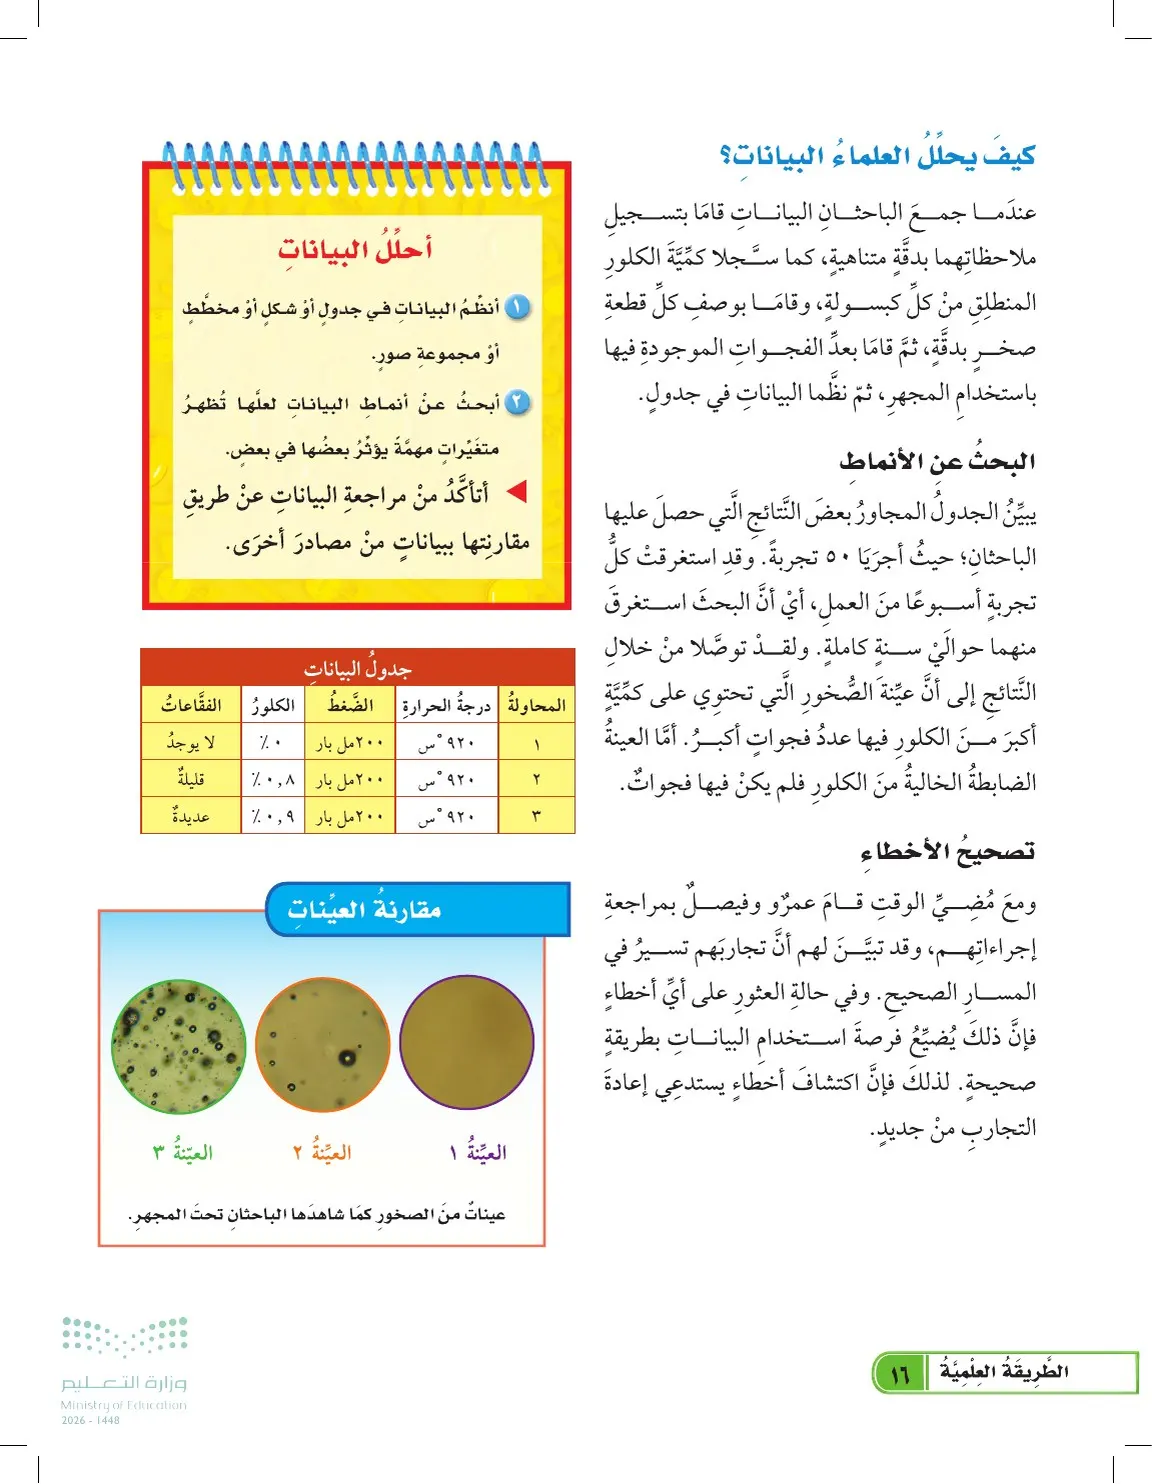 كيفَ يحلِّلُ العلماءُ البياناتِ؟
عندَما جمعَ الباحثانِ البياناتِ قامَا بتسجيلِ
ملاحظاتِهما بدقَّةٍ متناهيةٍ، كما سجَّلا كمِّيَّةَ الكلورِ
المنطلِقِ منْ كلِّ كبسولةٍ، وقامَا بوصفِ كلِّ قطعةِ
صخرٍ بدقَّةٍ، ثمَّ قامَا بعدِّ الفجواتِ الموجودةِ فيها
باستخدامِ المجهرِ، ثمّ نظَّما البياناتِ في جدولٍ.
البحثُ عنِ الأنماطِ
يبيِّنُ الجدولُ المجاورُ بعضَ النَّتائجِ الَّتي حصلَ عليها
الباحثانِ؛ حيثُ أجرَيَا ٥٠ تجربةً. وقدِ استغرقتْ كلُّ
تجربةٍ أسبوعًا منَ العملِ، أيْ أنَّ البحثَ استغرقَ
منهما حوالَيْ سنةٍ كاملةٍ. ولقدْ توصَّلا منْ خلالِ
النَّتائجِ إلى أنَّ عيِّنةَ الصُّخورِ الَّتي تحتوِي على كمِّيَّةٍ
أكبرَ منَ الكلورِ فيها عددُ فجواتٍ أكبرُ. أمَّا العينةُ
الضابطةُ الخاليةُ منَ الكلورِ فلم يكنْ فيها فجواتٌ.
تصحيحُ الأخطاءِ
ومعَ مُضِيِّ الوقتِ قامَ عمرٌو وفيصلٌ بمراجعةِ
إجراءاتِهم، وقد تبيَّنَ لهم أنَّ تجاربَهم تسيرُ في
المسارِ الصحيحِ. وفي حالةِ العثورِ على أيِّ أخطاءٍ
فإنَّ ذلكَ يُضيِّعُ فرصةَ استخدامِ البياناتِ بطريقةٍ
صحيحةٍ. لذلكَ فإنَّ اكتشافَ أخطاءٍ يستدعِي إعادةَ
التجاربِ منْ جديدٍ.
أحلِّلُ البياناتِ
١ أنظِّمُ البياناتِ في جدولٍ أوْ شكلٍ أوْ مخطَّطٍ
أوْ مجموعةِ صورٍ.
٢ أبحثُ عنْ أنماطِ البياناتِ لعلَّها تُظهرُ
متغَيِّراتٍ مهمَّةً يؤثِّرُ بعضُها في بعضٍ.
أتأكَّدُ منْ مراجعةِ البياناتِ عنْ طريقِ
مقارنِتها ببياناتٍ منْ مصادرَ أخرَى.
جدولُ البياناتِ
المحاولةُ درجةُ الحرارةِ الضَّغطُ الكلورُ الفقَّاعاتُ
١ ٩٢٠ °س ٢٠٠مل بار ٠ ٪ لا يوجدُ
٢ ٩٢٠ °س ٢٠٠مل بار ٠,٨ ٪ قليلةٌ
٣ ٩٢٠ °س ٢٠٠مل بار ٠,٩ ٪ عديدةٌ
مقارنةُ العيِّناتِ
العيِّنةُ ١ العيِّنةُ ٢ العيّنةُ ٣
عيناتٌ منَ الصخورِ كمَا شاهدَها الباحثانِ تحتَ المجهرِ.
الطَّرِيقَةُ العِلْمِيَّةُ ١٦
وزارة التعليم
Ministry of Education
2026 - 1448